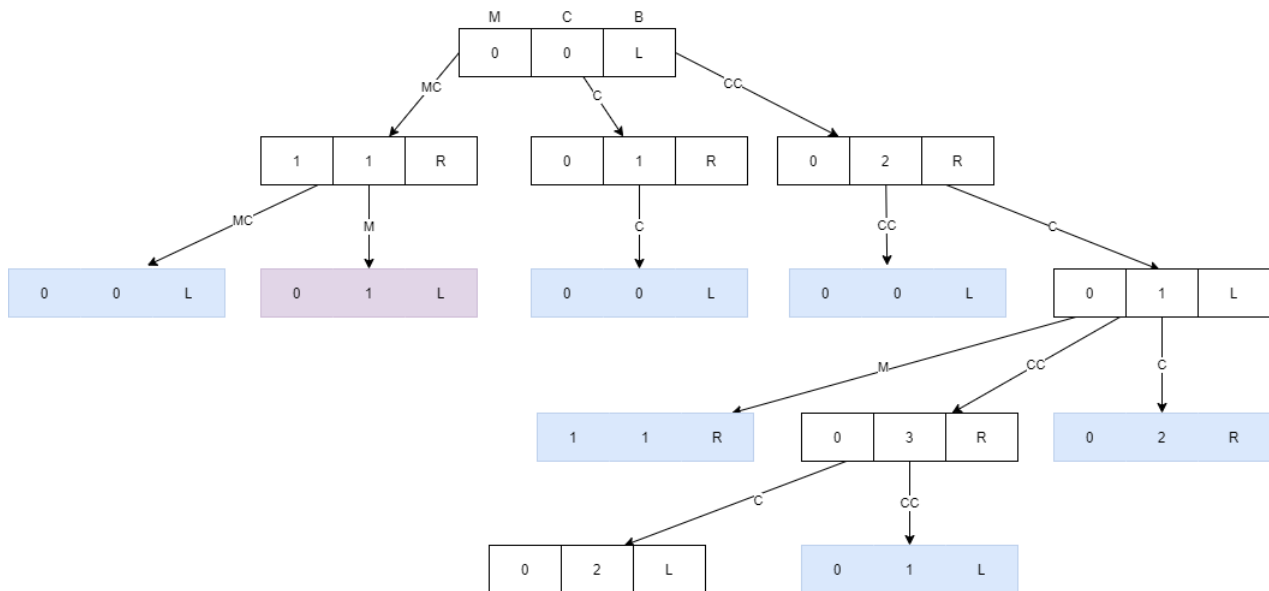 M C B
0 0 L
MC C CC
1 1 R 0 1 R 0 2 R
MC M C CC C
0 0 L 0 1 L 0 0 L 0 0 L 0 1 L
M CC C
1 1 R 0 3 R 0 2 R
C CC
0 2 L 0 1 L